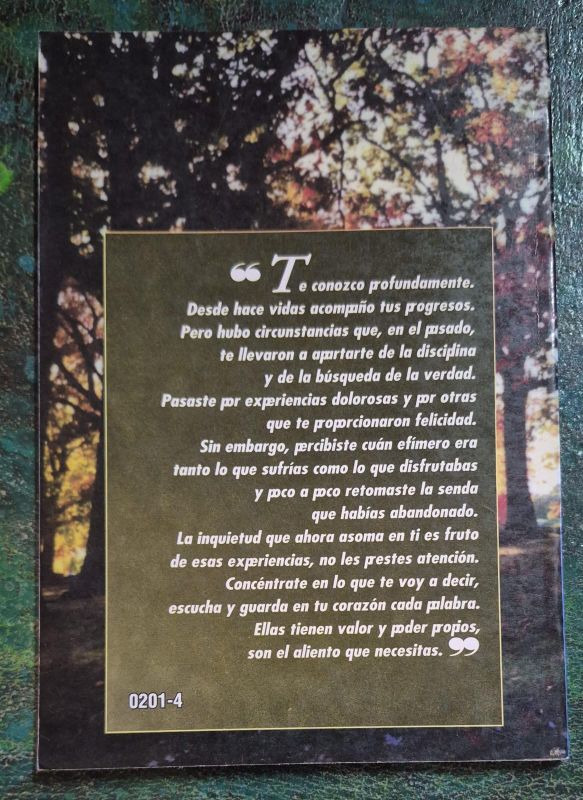 “ Te conozco profundamente.
Desde hace vidas acompaño tus progresos.
Pero hubo circunstancias que, en el pasado,
te llevaron a apartarte de la disciplina
y de la búsqueda de la verdad.
Pasaste por experiencias dolorosas y por otras
que te proporcionaron felicidad.
Sin embargo, percibiste cuán efímero era
tanto lo que sufrías como lo que disfrutabas
y poco a poco retomaste la senda
que habías abandonado.
La inquietud que ahora asoma en ti es fruto
de esas experiencias, no les prestes atención.
Concéntrate en lo que te voy a decir,
escucha y guarda en tu corazón cada palabra.
Ellas tienen valor y poder propios,
son el aliento que necesitas. ”
0201-4